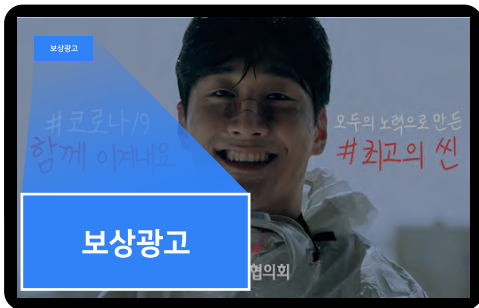 보상광고
#코로나19
함께 이겨내요
모두의 노력으로 만든
#최고의 씬
보상광고
협의회